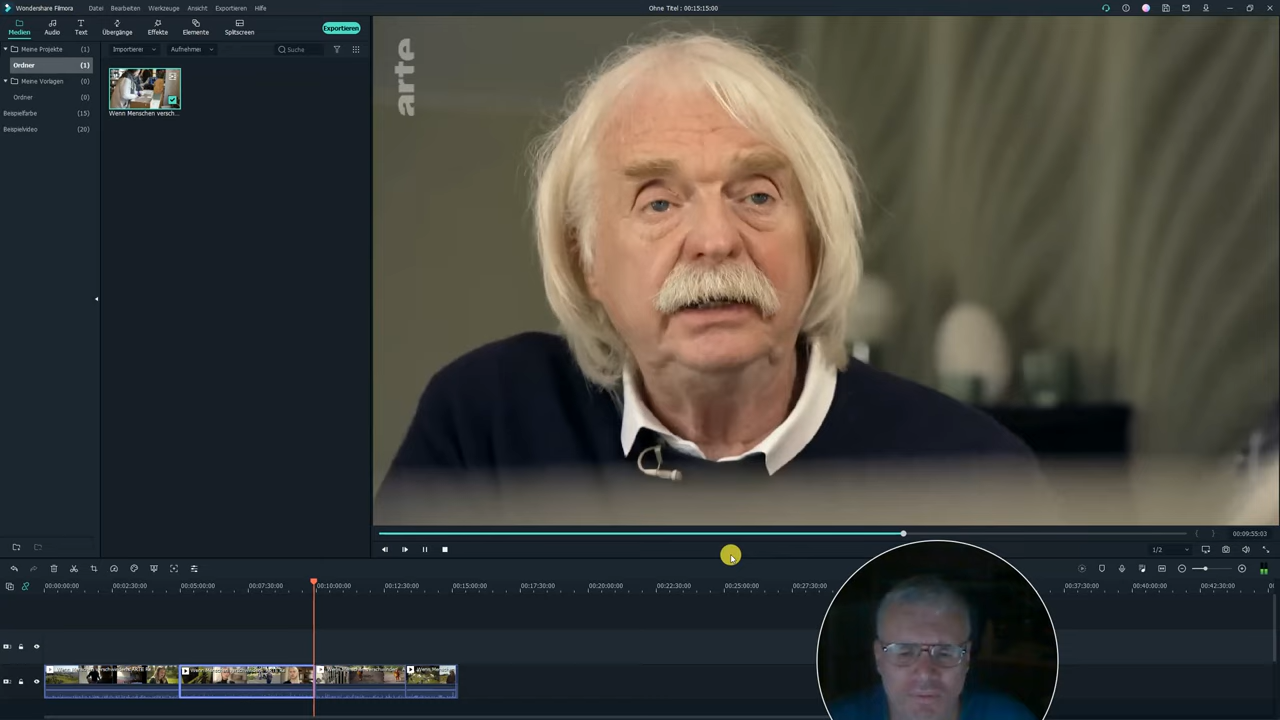 Wondershare Filmora
Datei
Bearbeiten
Werkzeuge
Ansicht
Exportieren
Hilfe
Ohne Titel : 00:15:15:00
Medien
Audio
Text
Übergänge
Effekte
Elemente
Splitscreen
Exportieren
Meine Projekte (1)
Ordner (1)
Meine Vorlagen (0)
Ordner (0)
Beispielfarbe (15)
Beispielvideo (20)
Importieren
Aufnehmen
Suche
Wenn Menschen versch...
arte
00:09:55:03
1/2
00:00:00:00
00:02:30:00
00:05:00:00
00:07:30:00
00:10:00:00
00:12:30:00
00:15:00:00
00:17:30:00
00:20:00:00
00:22:30:00
00:25:00:00
00:27:30:00
00:37:30:00
00:40:00:00
00:42:30:00